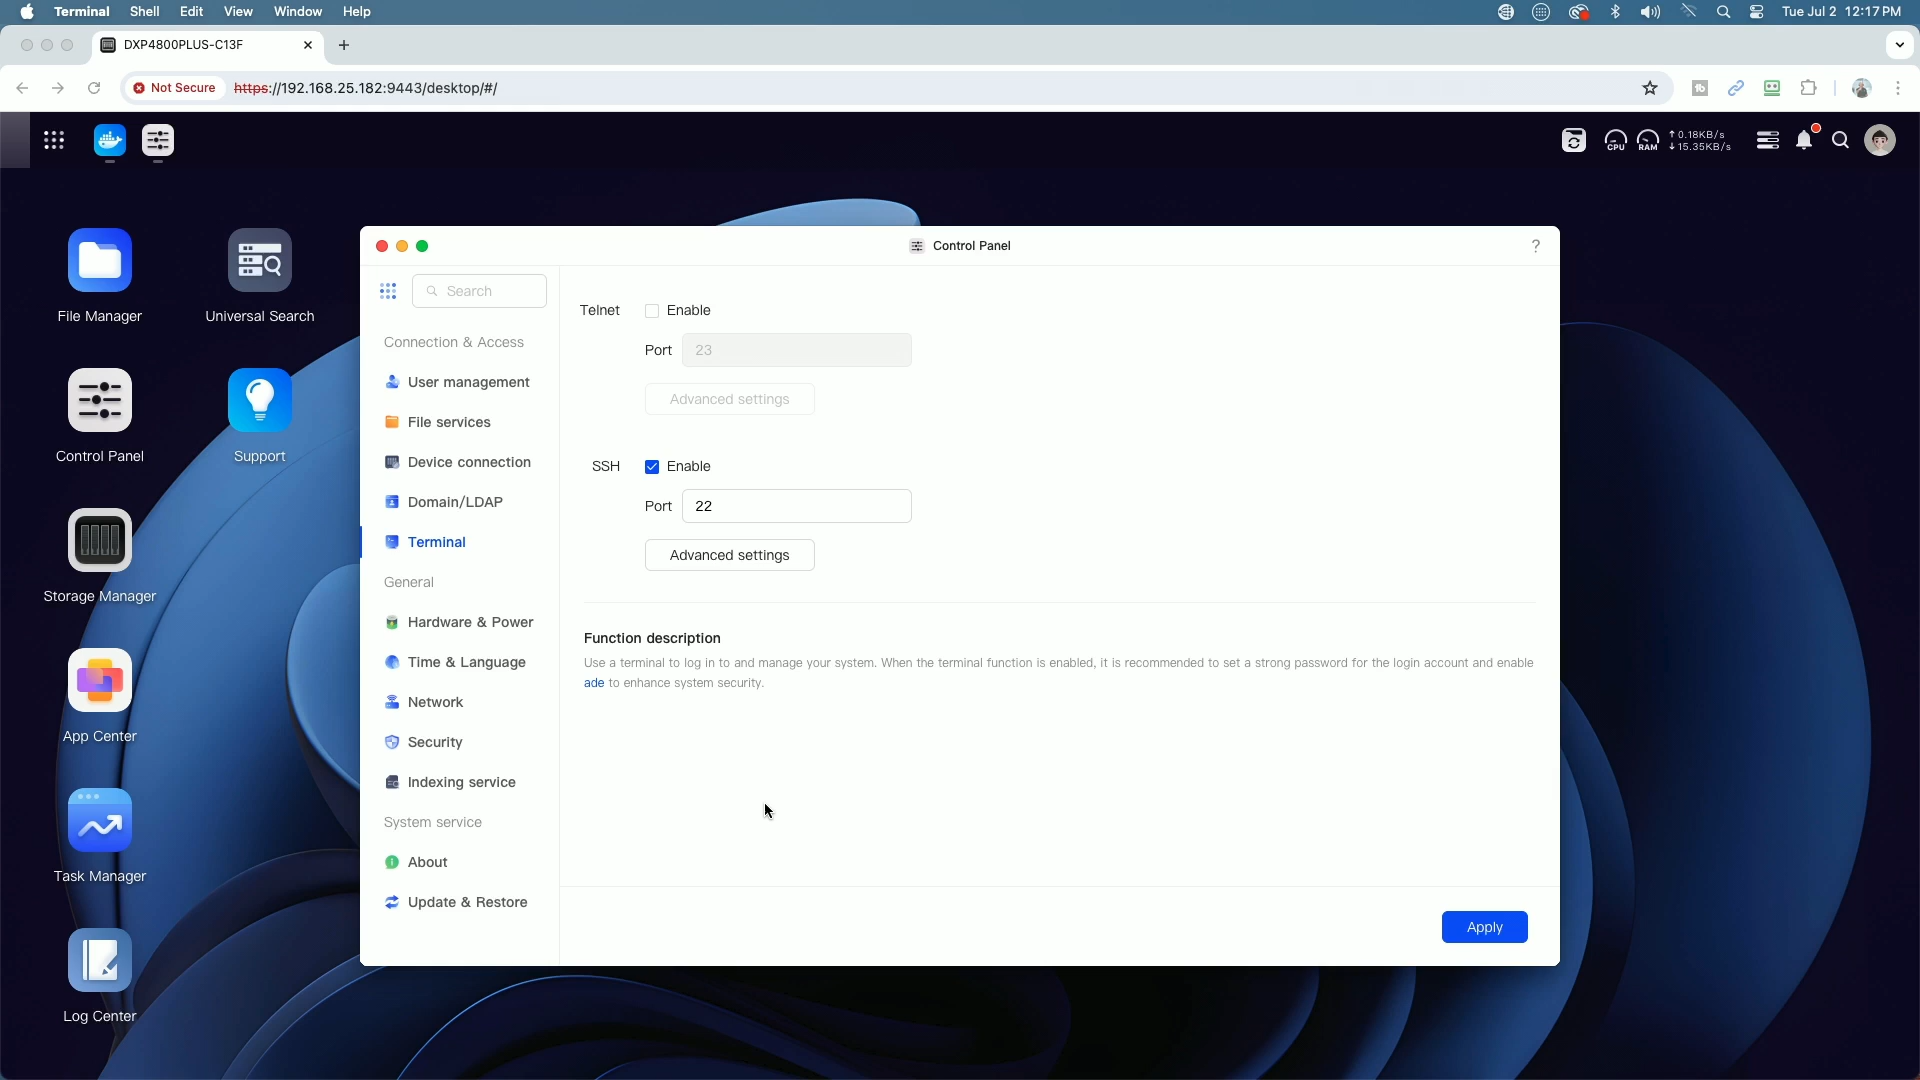 Terminal Shell Edit View Window Help
Tue Jul 2 12:17 PM
DXP4800PLUS-C13F
Not Secure https://192.168.25.182:9443/desktop/#/
CPU RAM 0.18KB/s
15.35KB/s
File Manager
Universal Search
Control Panel
Support
Storage Manager
App Center
Task Manager
Log Center
Control Panel
?
Search
Connection & Access
User management
File services
Device connection
Domain/LDAP
Terminal
General
Hardware & Power
Time & Language
Network
Security
Indexing service
System service
About
Update & Restore
Telnet Enable
Port 23
Advanced settings
SSH Enable
Port 22
Advanced settings
Function description
Use a terminal to log in to and manage your system. When the terminal function is enabled, it is recommended to set a strong password for the login account and enable
ade to enhance system security.
Apply